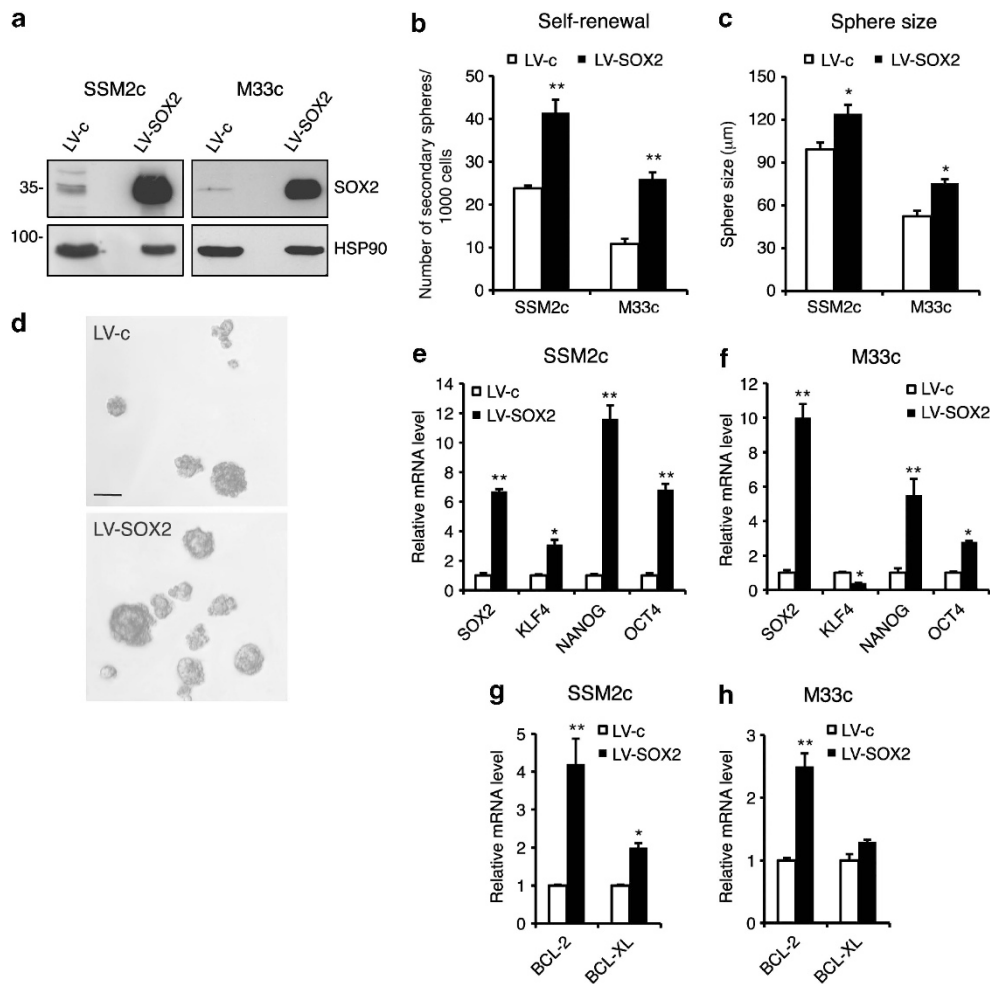 a
SSM2c
M33c
LV-c
LV-SOX2
LV-c
LV-SOX2
35-
SOX2
100-
HSP90
b
Self-renewal
LV-c
LV-SOX2
Number of secondary spheres/
1000 cells
50
40
30
20
10
0
**
**
SSM2c
M33c
c
Sphere size
LV-c
LV-SOX2
Sphere size (μm)
150
120
90
60
30
0
*
*
SSM2c
M33c
d
LV-c
LV-SOX2
e
SSM2c
LV-c
LV-SOX2
Relative mRNA level
14
12
10
8
6
4
2
0
**
*
**
**
SOX2
KLF4
NANOG
OCT4
f
M33c
LV-c
LV-SOX2
Relative mRNA level
12
10
8
6
4
2
0
**
*
**
*
SOX2
KLF4
NANOG
OCT4
g
SSM2c
LV-c
LV-SOX2
Relative mRNA level
5
4
3
2
1
0
**
*
BCL-2
BCL-XL
h
M33c
LV-c
LV-SOX2
Relative mRNA level
3
2
1
0
**
BCL-2
BCL-XL